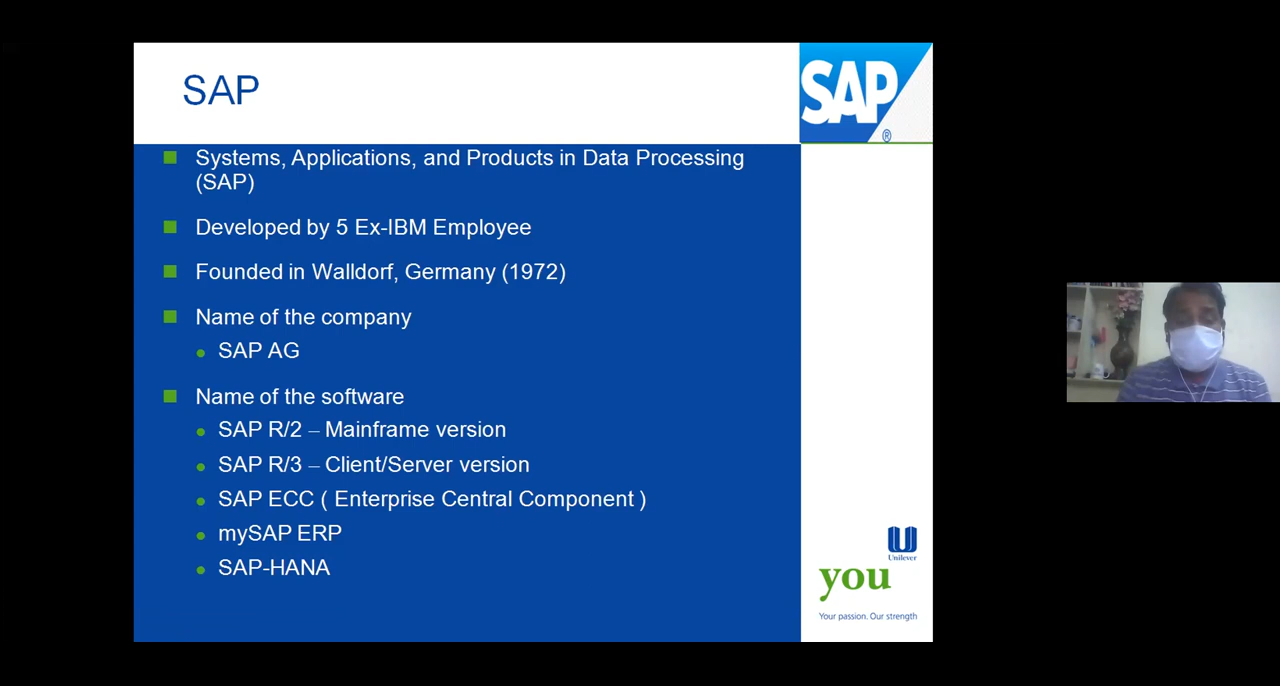 SAP
SAP
®
Systems, Applications, and Products in Data Processing
(SAP)
Developed by 5 Ex-IBM Employee
Founded in Walldorf, Germany (1972)
Name of the company
SAP AG
Name of the software
SAP R/2 – Mainframe version
SAP R/3 – Client/Server version
SAP ECC ( Enterprise Central Component )
mySAP ERP
SAP-HANA
Unilever
you
Your passion. Our strength